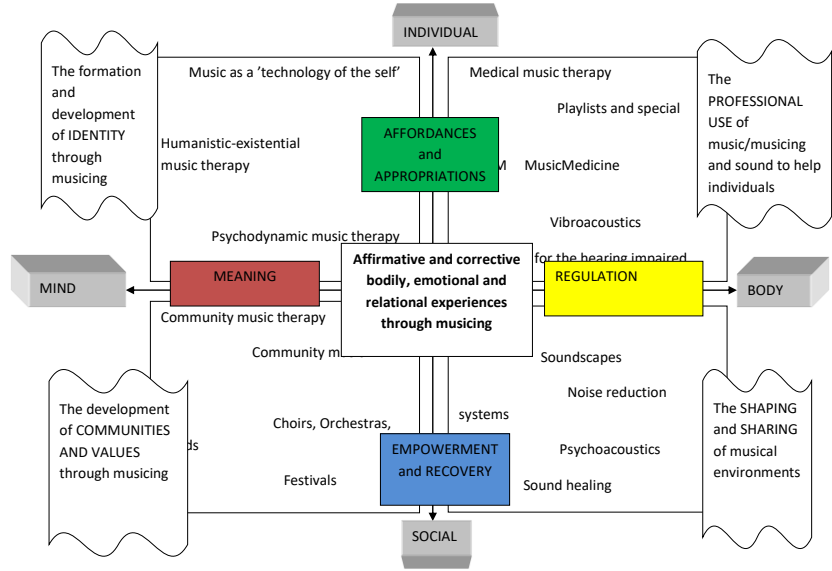 INDIVIDUAL
The formation
and
development
of IDENTITY
through
musicing
Music as a ’technology of the self’
Humanistic-existential
music therapy
Psychodynamic music therapy
Medical music therapy
Playlists and special
M MusicMedicine
Vibroacoustics
for the hearing impaired
The
PROFESSIONAL
USE of
music/musicing
and sound to help
individuals
AFFORDANCES
and
APPROPRIATIONS
MIND
MEANING
Affirmative and corrective
bodily, emotional and
relational experiences
through musicing
REGULATION
BODY
Community music therapy
Community music
Choirs, Orchestras,
ds
Festivals
The development
of COMMUNITIES
AND VALUES
through musicing
Soundscapes
Noise reduction
systems
Psychoacoustics
Sound healing
The SHAPING
and SHARING
of musical
environments
EMPOWERMENT
and RECOVERY
SOCIAL